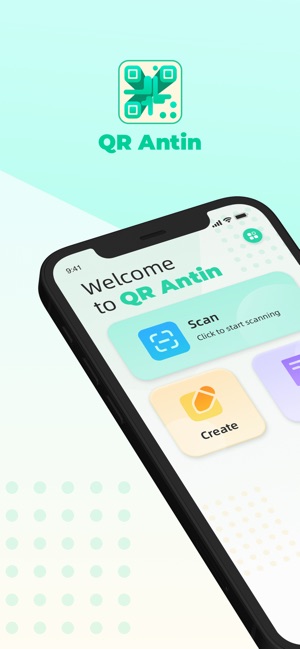 QR Antin
9:41
Welcome
to QR Antin
Scan
Click to start scanning
Create